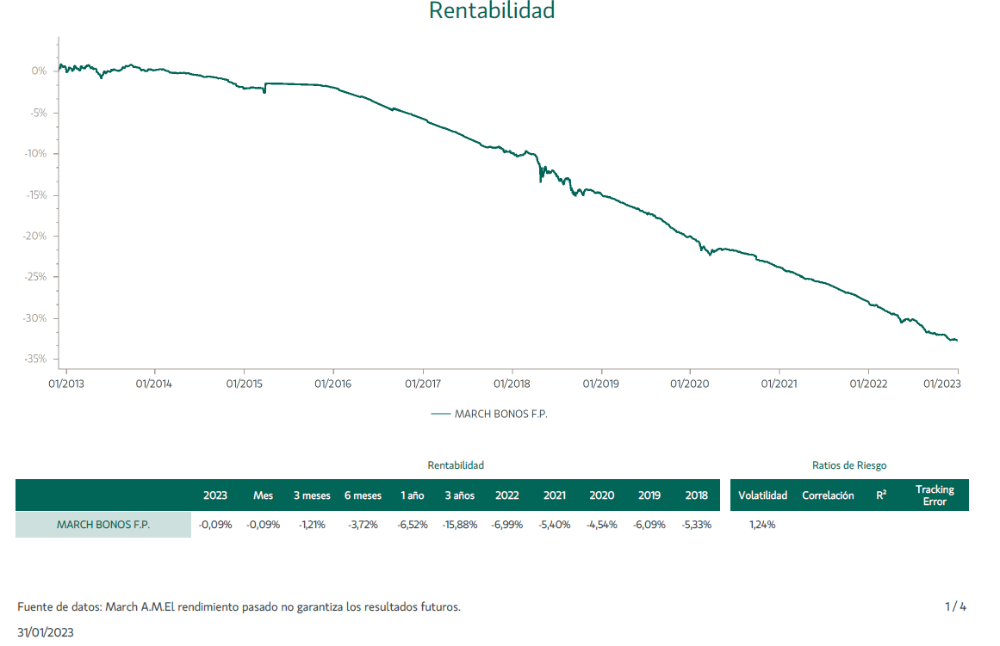 Rentabilidad
0%
-5%
-10%
-15%
-20%
-25%
-30%
-35%
01/2013 01/2014 01/2015 01/2016 01/2017 01/2018 01/2019 01/2020 01/2021 01/2022 01/2023
MARCH BONOS F.P.
Rentabilidad Ratios de Riesgo
2023 Mes 3 meses 6 meses 1 año 3 años 2022 2021 2020 2019 2018 Volatilidad Correlación R² Tracking Error
MARCH BONOS F.P. -0,09% -0,09% -1,21% -3,72% -6,52% -15,88% -6,99% -5,40% -4,54% -6,09% -5,33% 1,24%
Fuente de datos: March A.M.El rendimiento pasado no garantiza los resultados futuros. 1 / 4
31/01/2023